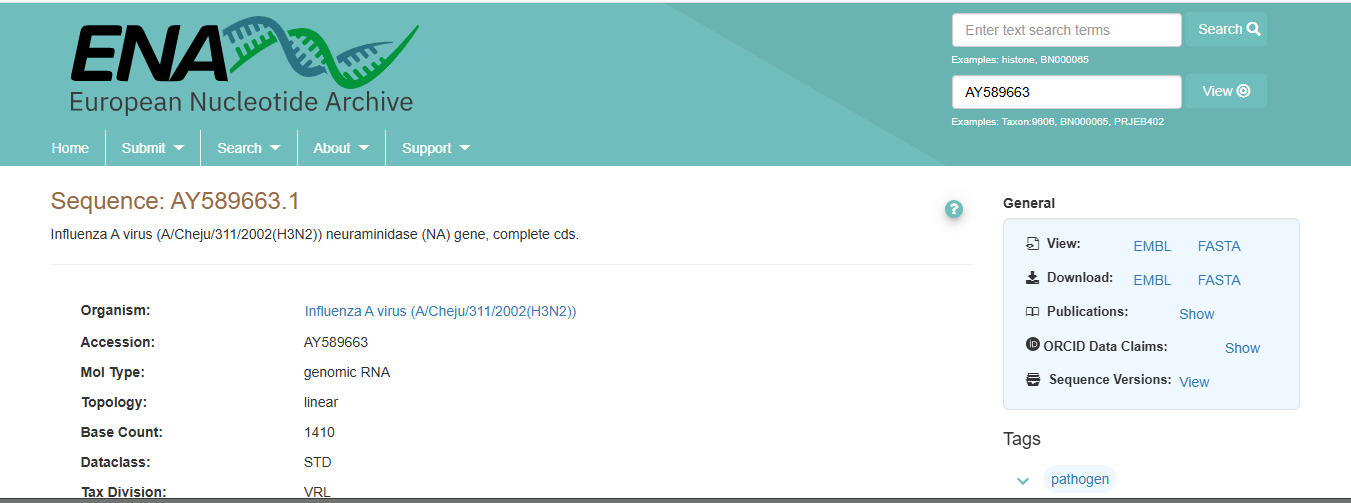 ENA
European Nucleotide Archive
Enter text search terms
Search
Examples: histone, BN000065
AY589663
View
Examples: Taxon:9606, BN000065, PRJEB402
Home Submit Search About Support
Sequence: AY589663.1
?
Influenza A virus (A/Cheju/311/2002(H3N2)) neuraminidase (NA) gene, complete cds.
Organism: Influenza A virus (A/Cheju/311/2002(H3N2))
Accession: AY589663
Mol Type: genomic RNA
Topology: linear
Base Count: 1410
Dataclass: STD
Tax Division: VRL
General
View: EMBL FASTA
Download: EMBL FASTA
Publications: Show
iD ORCID Data Claims: Show
Sequence Versions: View
Tags
pathogen